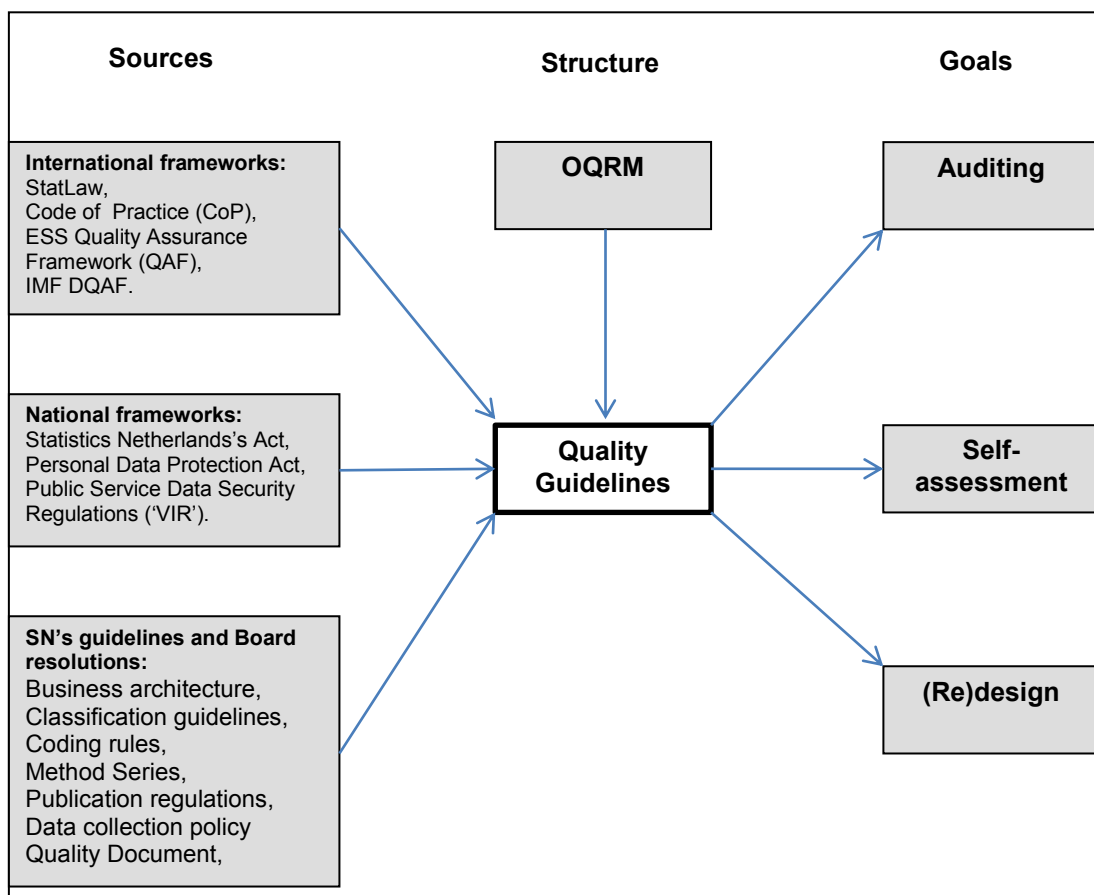 Sources
Structure
Goals
International frameworks:
StatLaw,
Code of Practice (CoP),
ESS Quality Assurance
Framework (QAF),
IMF DQAF.
OQRM
Auditing
National frameworks:
Statistics Netherlands's Act,
Personal Data Protection Act,
Public Service Data Security
Regulations (‘VIR’).
Quality
Guidelines
Self-
assessment
SN’s guidelines and Board
resolutions:
Business architecture,
Classification guidelines,
Coding rules,
Method Series,
Publication regulations,
Data collection policy
Quality Document,
(Re)design